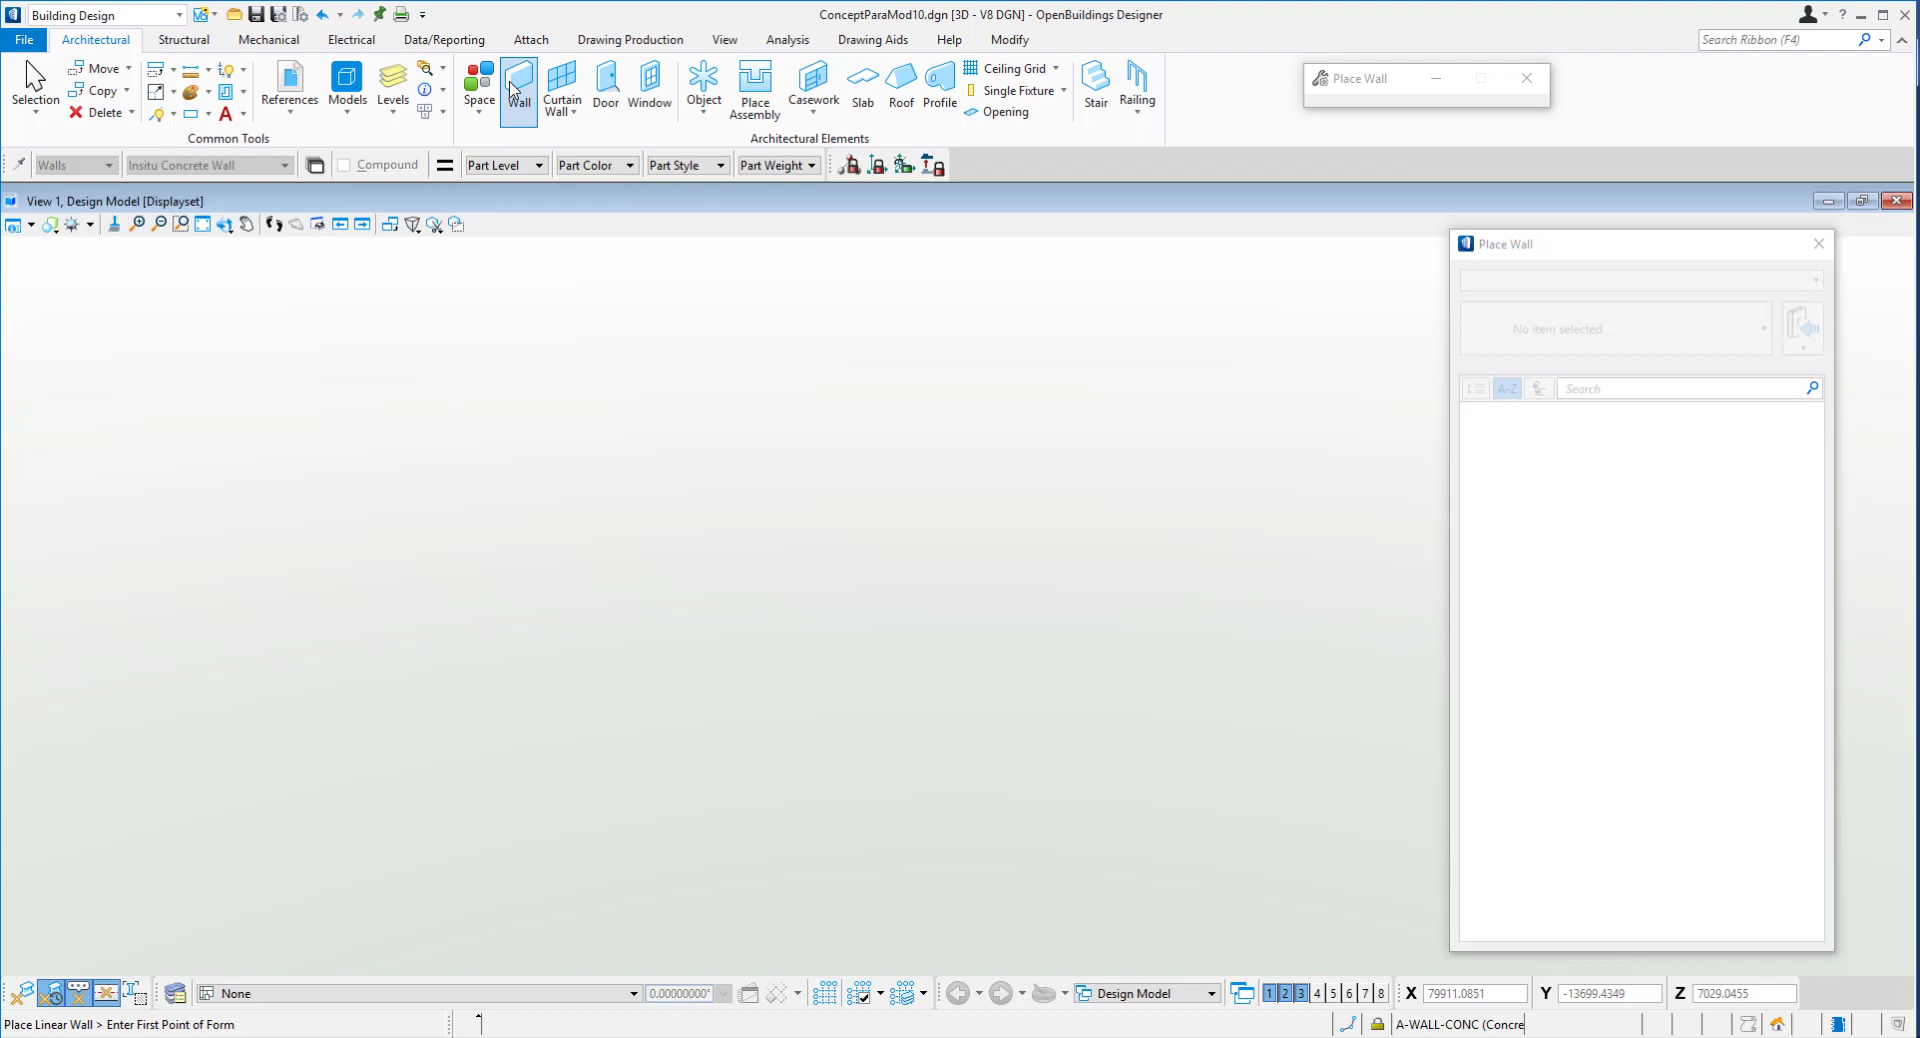 Building Design
ConceptParaMod10.dgn [3D - V8 DGN] - OpenBuildings Designer
File Architectural Structural Mechanical Electrical Data/Reporting Attach Drawing Production View Analysis Drawing Aids Help Modify
Search Ribbon (F4)
Selection
Move
Copy
Delete
A
References
Models
Levels
Common Tools
Space
Wall
Curtain
Wall
Door
Window
Object
Place
Assembly
Casework
Slab
Roof
Profile
Ceiling Grid
Single Fixture
Opening
Stair
Railing
Architectural Elements
Place Wall
Walls
Insitu Concrete Wall
Compound
Part Level
Part Color
Part Style
Part Weight
View 1, Design Model [Displayset]
Place Wall
No item selected.
A-Z
Search
None
0.00000000°
Design Model
1 2 3 4 5 6 7 8
X 79911.0851
Y -13699.4349
Z 7029.0455
Place Linear Wall > Enter First Point of Form
A-WALL-CONC (Concre